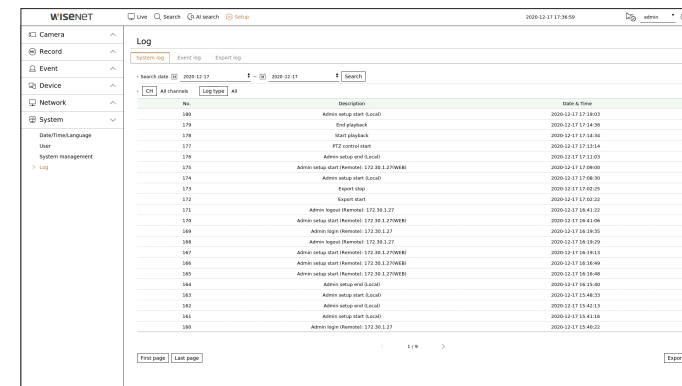 WISENET
Live Search AI search Setup 2020-12-17 17:36:59 admin
Camera
Record
Event
Device
Network
System
Date/Time/Language
User
System management
Log
Log
System log Event log Export log
Search date 2020-12-17 ~ 2020-12-17 Search
CH All channels Log type All
No. Description Date & Time
180 Admin setup start (Local) 2020-12-17 17:19:03
179 End playback 2020-12-17 17:14:38
178 Start playback 2020-12-17 17:14:34
177 PTZ control start 2020-12-17 17:13:14
176 Admin setup end (Local) 2020-12-17 17:11:03
175 Admin setup start (Remote): 172.30.1.27(WEB) 2020-12-17 17:09:00
174 Admin setup start (Local) 2020-12-17 17:08:30
173 Export stop 2020-12-17 17:02:25
172 Export start 2020-12-17 17:02:22
171 Admin logout (Remote): 172.30.1.27 2020-12-17 16:41:22
170 Admin setup start (Remote): 172.30.1.27(WEB) 2020-12-17 16:41:06
169 Admin login (Remote): 172.30.1.27 2020-12-17 16:19:35
168 Admin logout (Remote): 172.30.1.27 2020-12-17 16:19:29
167 Admin setup start (Remote): 172.30.1.27(WEB) 2020-12-17 16:19:13
166 Admin setup start (Remote): 172.30.1.27(WEB) 2020-12-17 16:16:49
165 Admin setup start (Remote): 172.30.1.27(WEB) 2020-12-17 16:16:48
164 Admin setup end (Local) 2020-12-17 16:15:40
163 Admin setup start (Local) 2020-12-17 15:48:33
162 Admin setup end (Local) 2020-12-17 15:42:13
161 Admin setup start (Local) 2020-12-17 15:41:16
160 Admin login (Remote): 172.30.1.27 2020-12-17 15:40:22
< 1 / 9 >
First page Last page Expor